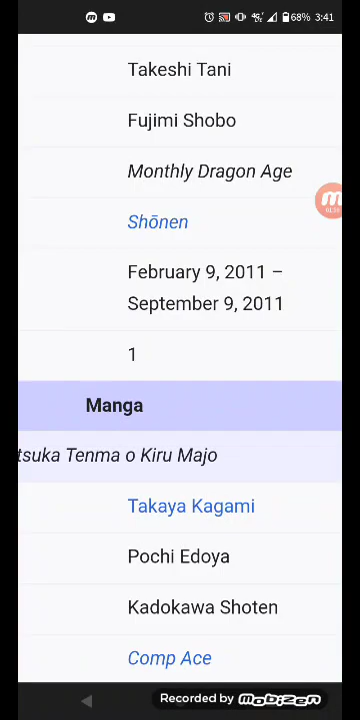 68% 3:41
Takeshi Tani
Fujimi Shobo
Monthly Dragon Age
Shōnen
February 9, 2011 –
September 9, 2011
1
Manga
tsuka Tenma o Kiru Majo
Takaya Kagami
Pochi Edoya
Kadokawa Shoten
Comp Ace
Recorded by mobizen